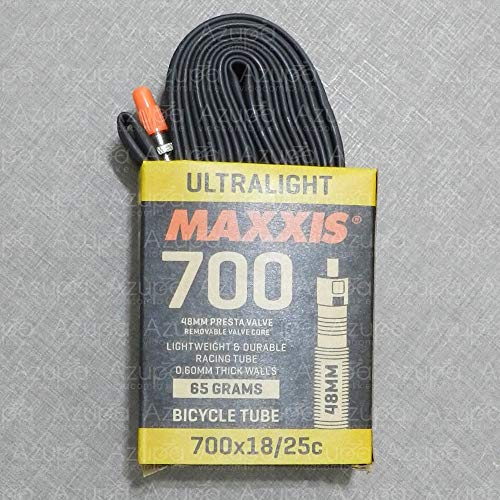 ULTRALIGHT
MAXXIS®
700
48MM PRESTA VALVE
REMOVABLE VALVE CORE
LIGHTWEIGHT & DURABLE
RACING TUBE
0.60MM THICK WALLS
65 GRAMS
BICYCLE TUBE
48MM
700x18/25c
Azupa